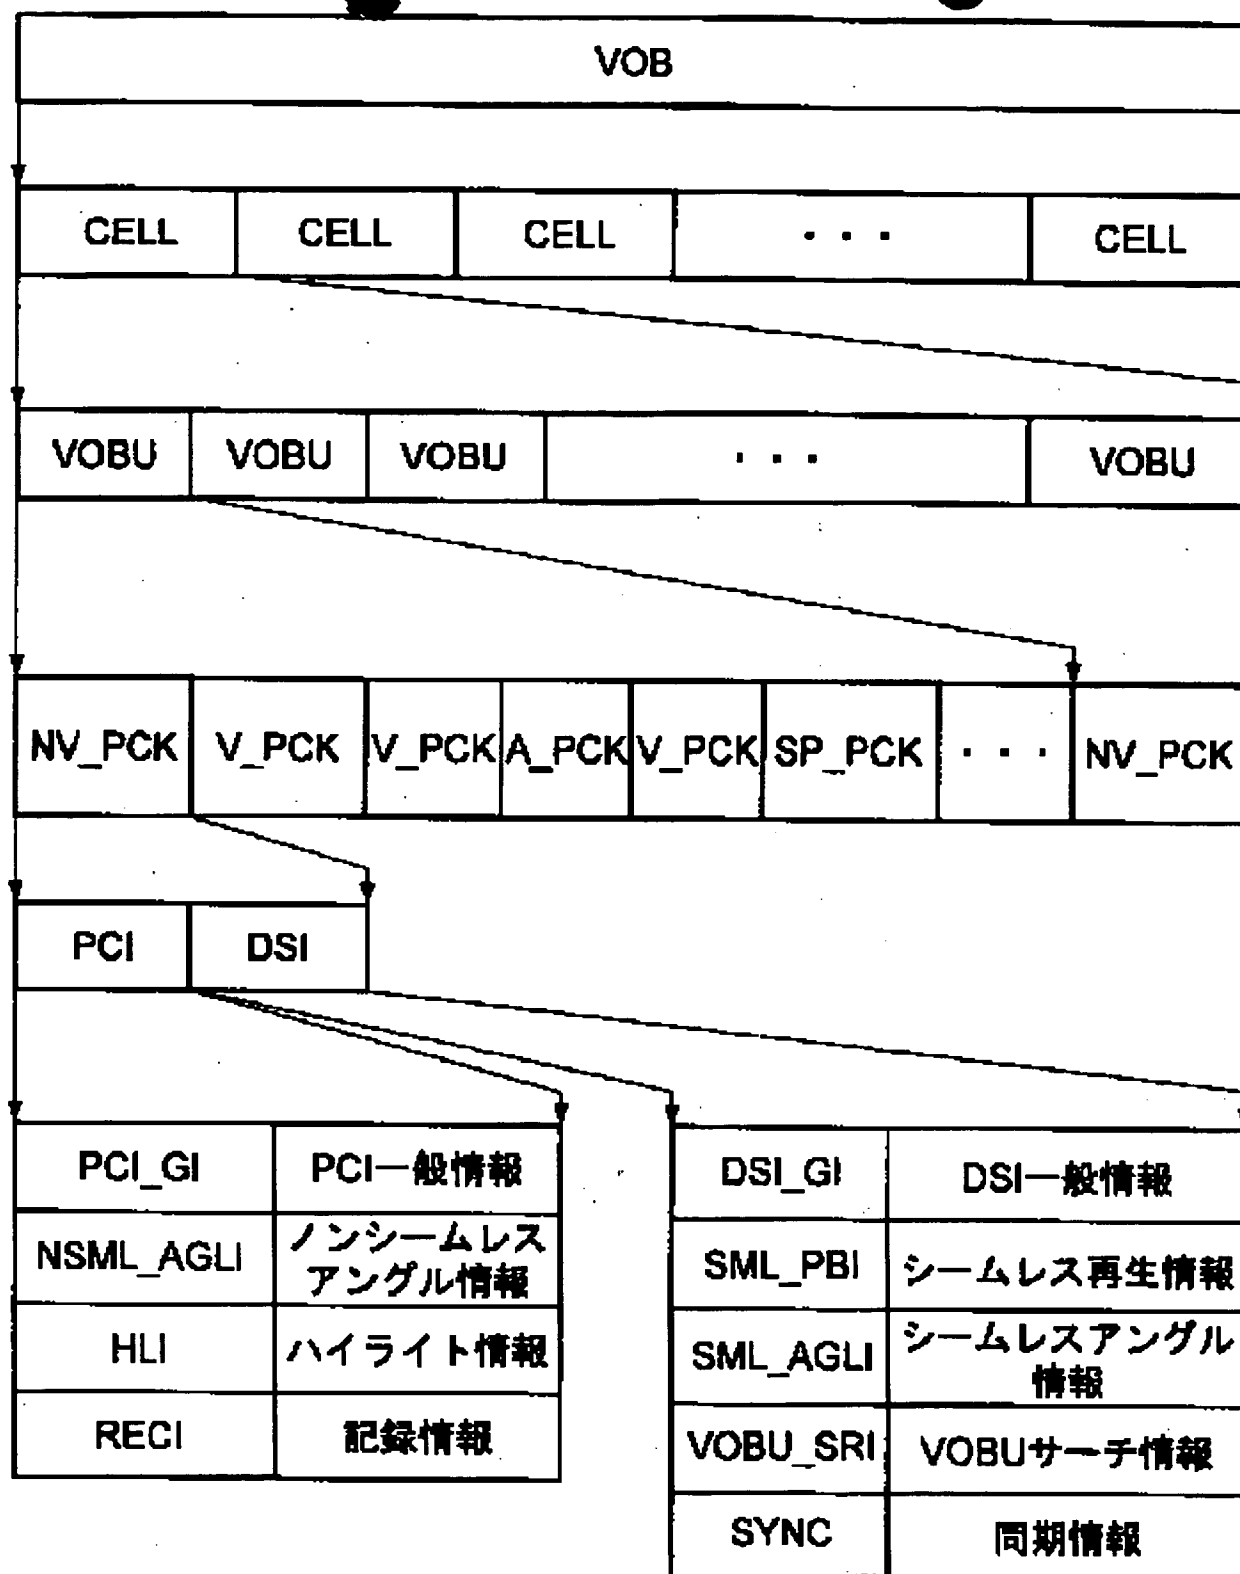 VOB
CELL CELL CELL ・・・ CELL
VOBU VOBU VOBU ・・・ VOBU
NV_PCK V_PCK V_PCK A_PCK V_PCK SP_PCK ・・・ NV_PCK
PCI DSI
PCI_GI PCI一般情報
NSML_AGLI ノンシームレス
アングル情報
HLI ハイライト情報
RECI 記録情報
DSI_GI DSI一般情報
SML_PBI シームレス再生情報
SML_AGLI シームレスアングル
情報
VOBU_SRI VOBUサーチ情報
SYNC 同期情報